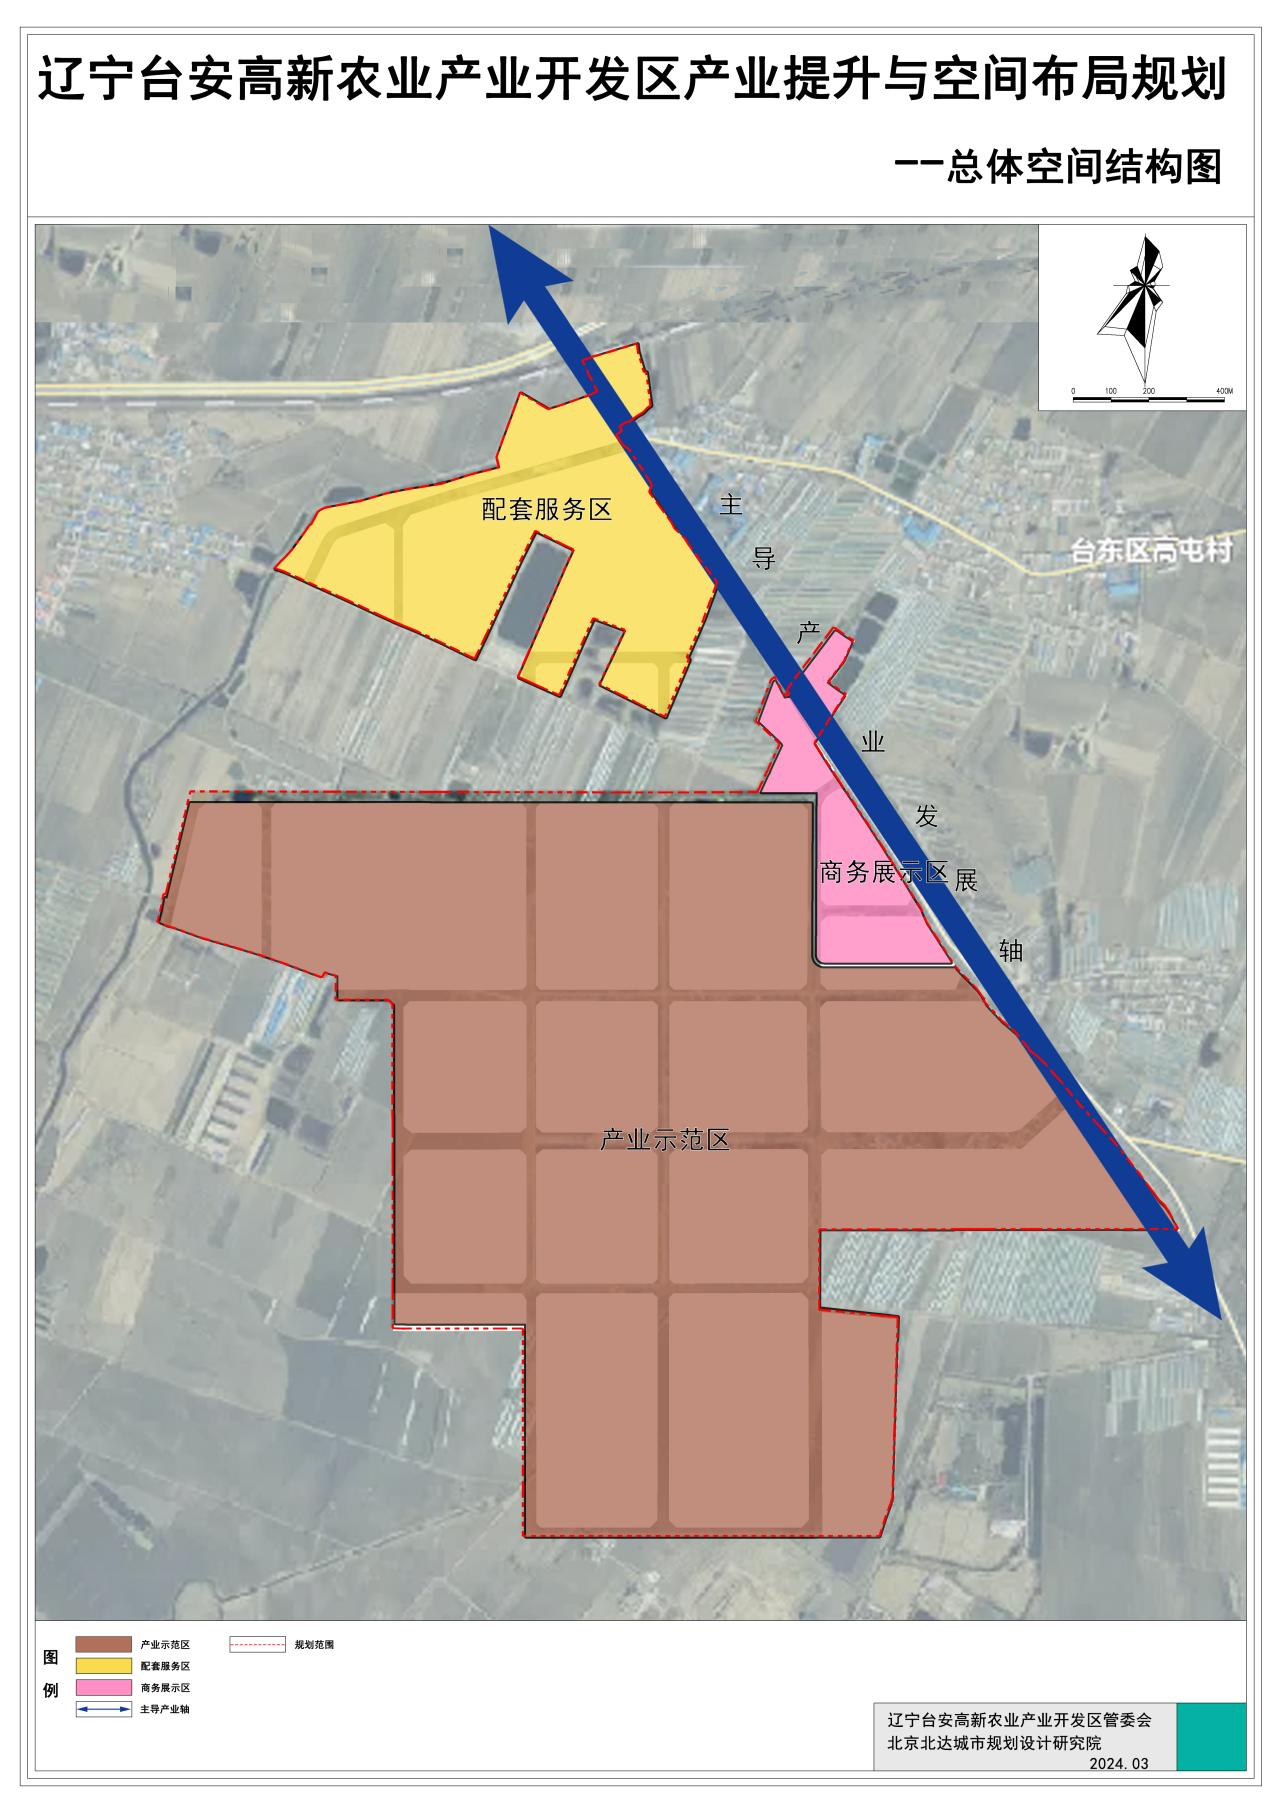 辽宁台安高新农业产业开发区产业提升与空间布局规划
--总体空间结构图
0 100 200 400M
配套服务区
主导产业发展轴
台东区高屯村
商务展示区
产业示范区
图例
产业示范区
规划范围
配套服务区
商务展示区
主导产业轴
辽宁台安高新农业产业开发区管委会
北京北达城市规划设计研究院
2024.03